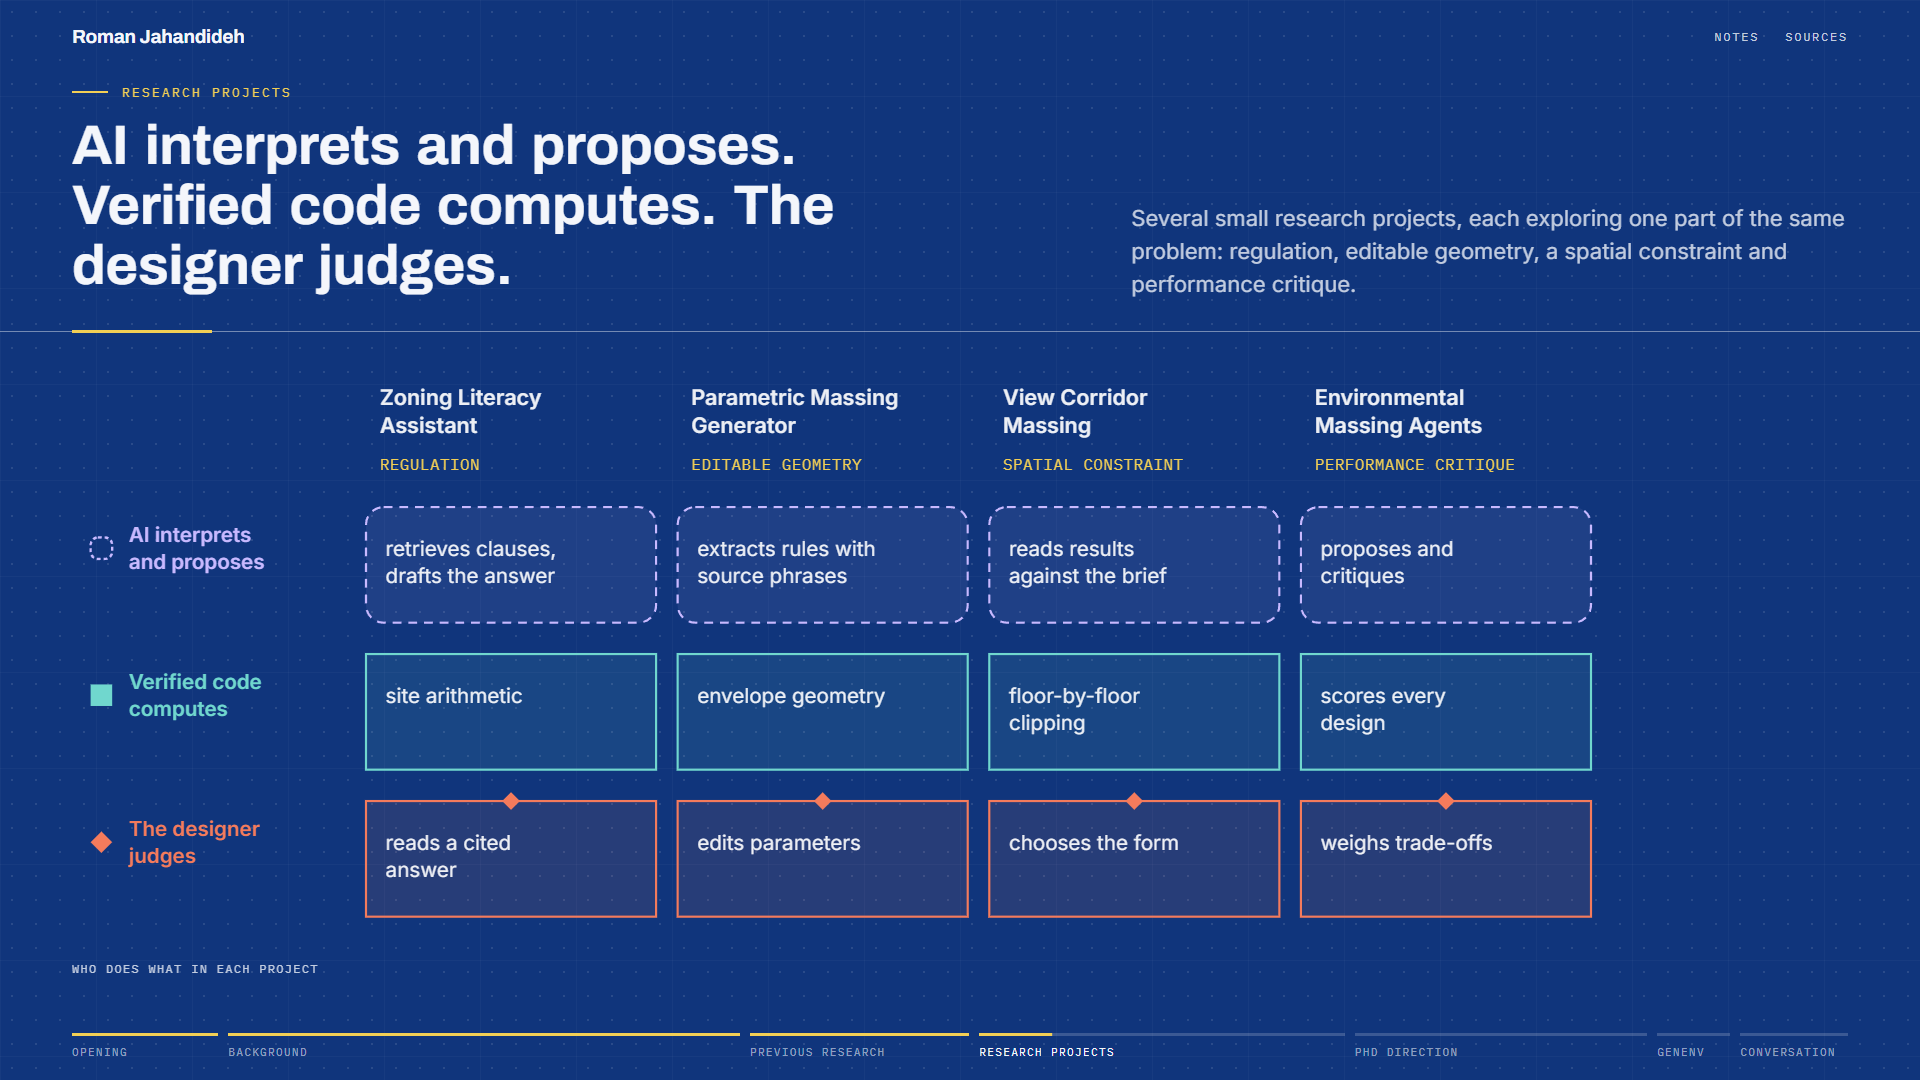 Roman Jahandideh
NOTES
SOURCES
RESEARCH PROJECTS
AI interprets and proposes.
Verified code computes. The
designer judges.
Several small research projects, each exploring one part of the same
problem: regulation, editable geometry, a spatial constraint and
performance critique.
Zoning Literacy
Assistant
REGULATION
Parametric Massing
Generator
EDITABLE GEOMETRY
View Corridor
Massing
SPATIAL CONSTRAINT
Environmental
Massing Agents
PERFORMANCE CRITIQUE
AI interprets
and proposes
retrieves clauses,
drafts the answer
extracts rules with
source phrases
reads results
against the brief
proposes and
critiques
Verified code
computes
site arithmetic
envelope geometry
floor-by-floor
clipping
scores every
design
The designer
judges
reads a cited
answer
edits parameters
chooses the form
weighs trade-offs
WHO DOES WHAT IN EACH PROJECT
OPENING
BACKGROUND
PREVIOUS RESEARCH
RESEARCH PROJECTS
PHD DIRECTION
GENENV
CONVERSATION